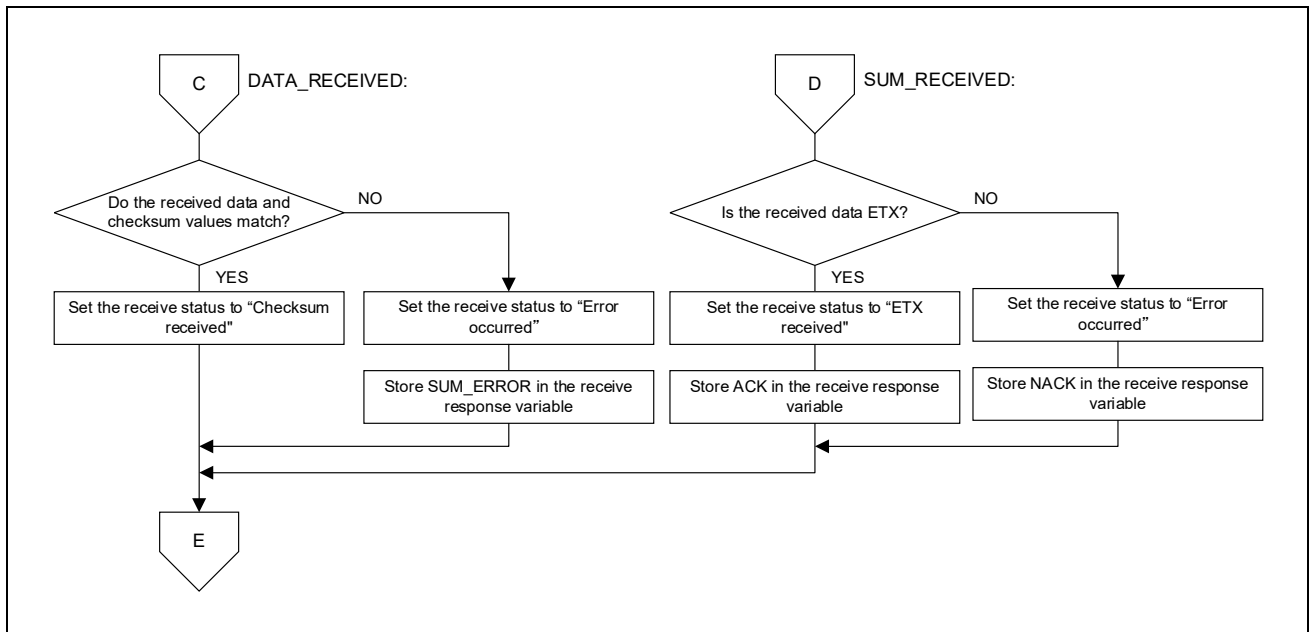 C
DATA_RECEIVED:
Do the received data and
checksum values match?
NO
YES
Set the receive status to “Checksum
received"
Set the receive status to “Error
occurred”
Store SUM_ERROR in the receive
response variable
D
SUM_RECEIVED:
Is the received data ETX?
NO
YES
Set the receive status to “ETX
received"
Set the receive status to “Error
occurred”
Store ACK in the receive response
variable
Store NACK in the receive response
variable
E